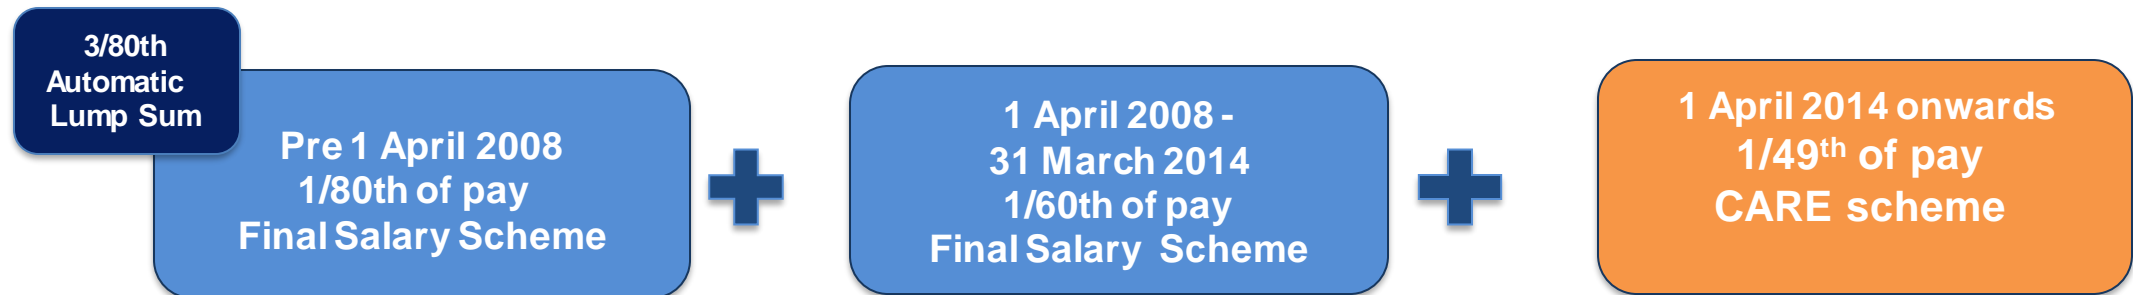 3/80th
Automatic
Lump Sum
Pre 1 April 2008
1/80th of pay
Final Salary Scheme
1 April 2008 -
31 March 2014
1/60th of pay
Final Salary Scheme
1 April 2014 onwards
1/49th of pay
CARE scheme